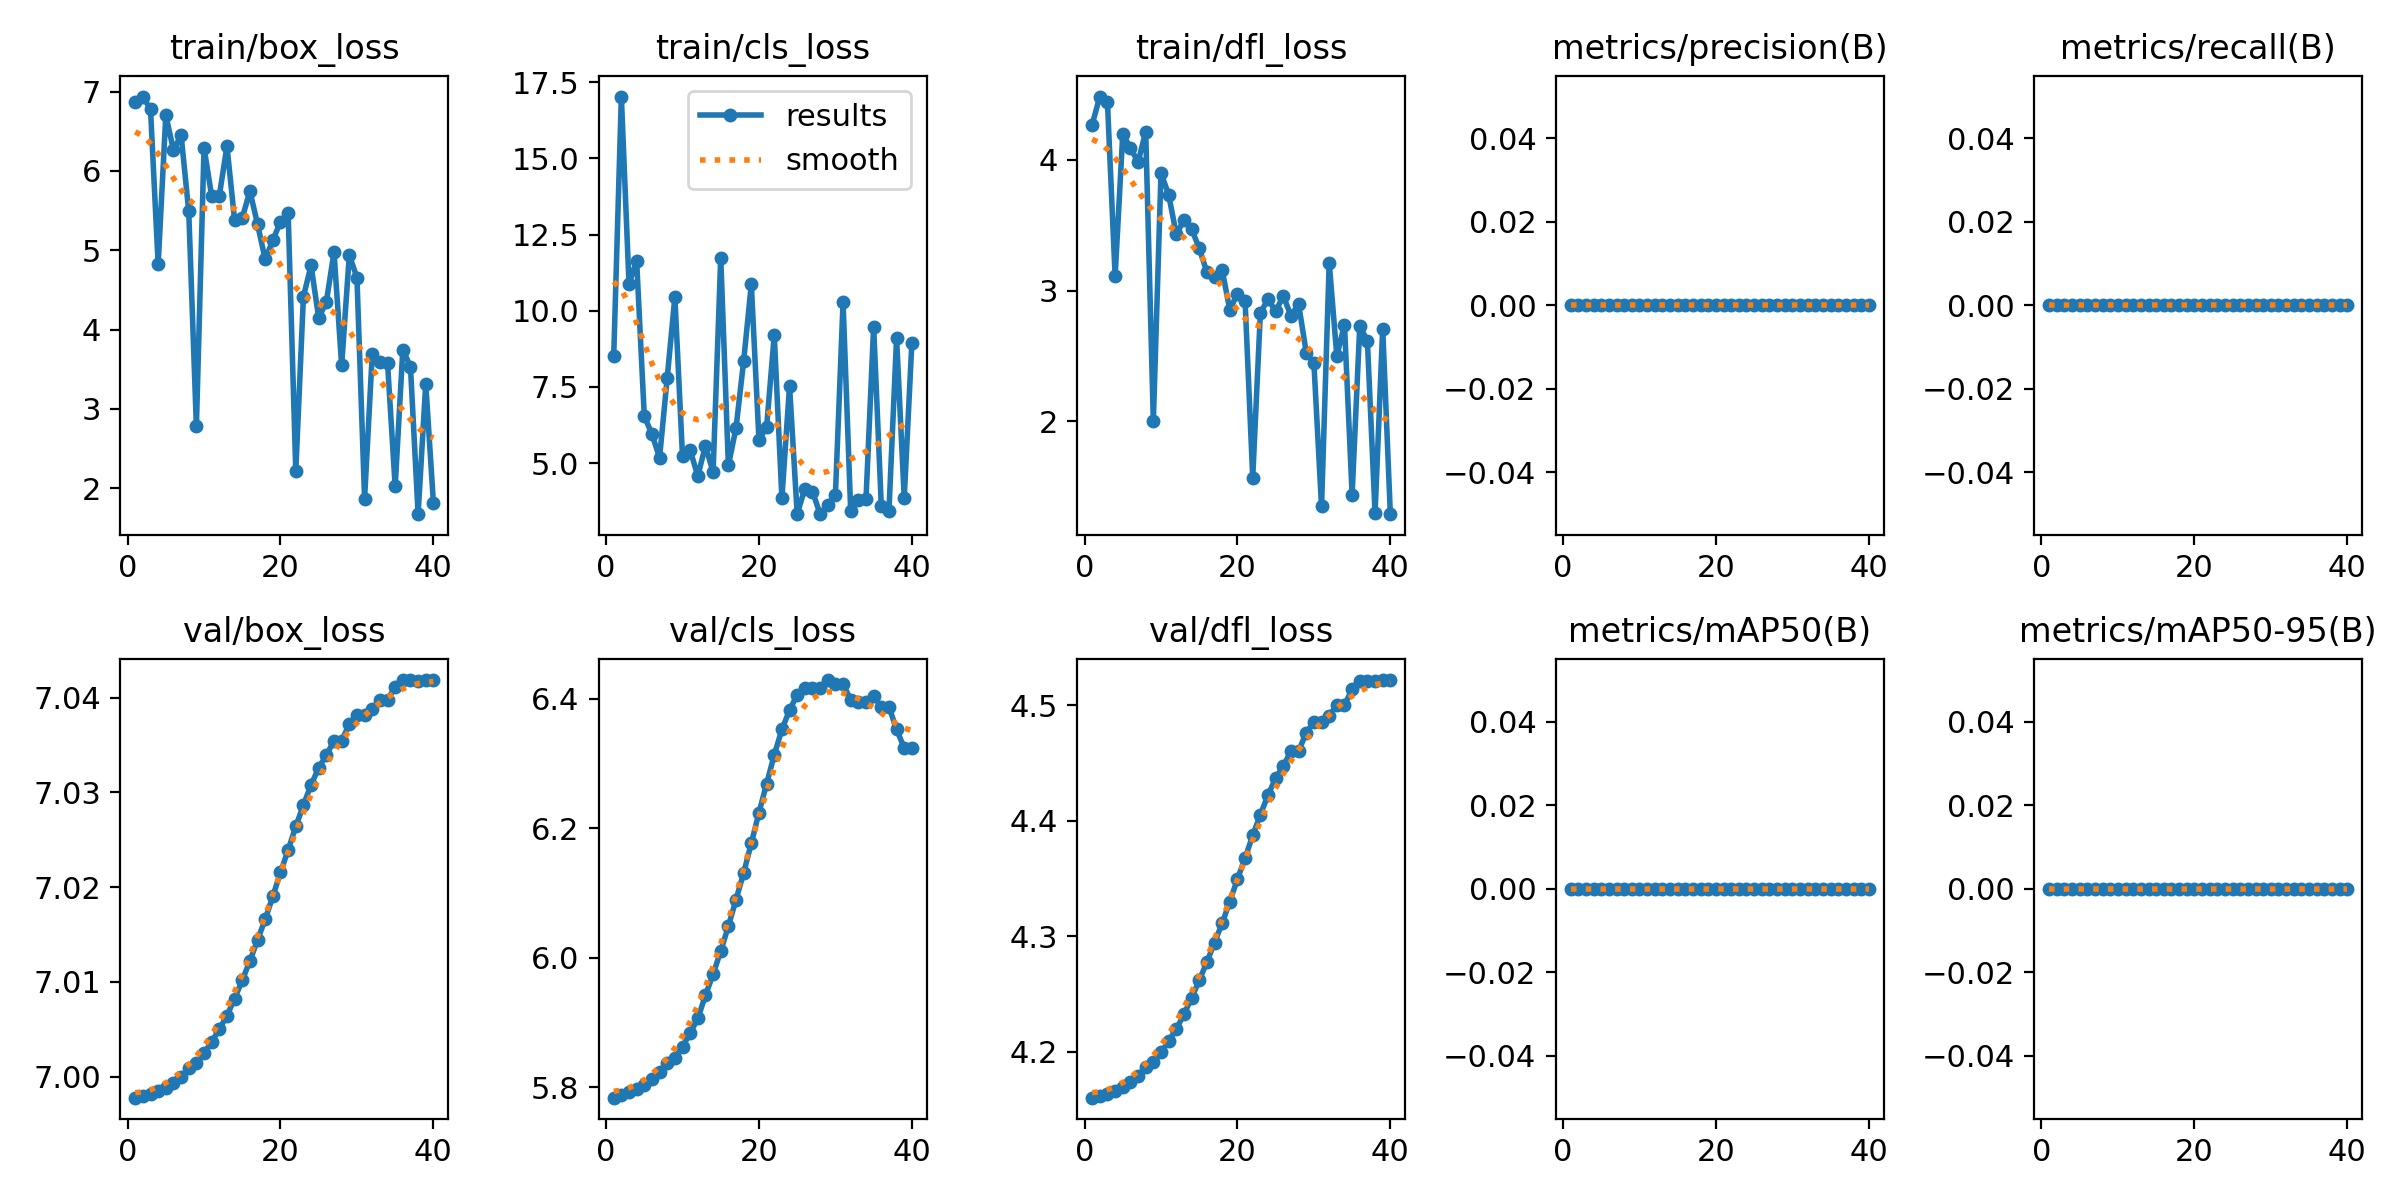 train/box_loss
7
6
5
4
3
2
0 20 40
train/cls_loss
17.5
15.0
12.5
10.0
7.5
5.0
results
smooth
0 20 40
train/dfl_loss
4
3
2
0 20 40
metrics/precision(B)
0.04
0.02
0.00
−0.02
−0.04
0 20 40
metrics/recall(B)
0.04
0.02
0.00
−0.02
−0.04
0 20 40
val/box_loss
7.04
7.03
7.02
7.01
7.00
0 20 40
val/cls_loss
6.4
6.2
6.0
5.8
0 20 40
val/dfl_loss
4.5
4.4
4.3
4.2
0 20 40
metrics/mAP50(B)
0.04
0.02
0.00
−0.02
−0.04
0 20 40
metrics/mAP50-95(B)
0.04
0.02
0.00
−0.02
−0.04
0 20 40